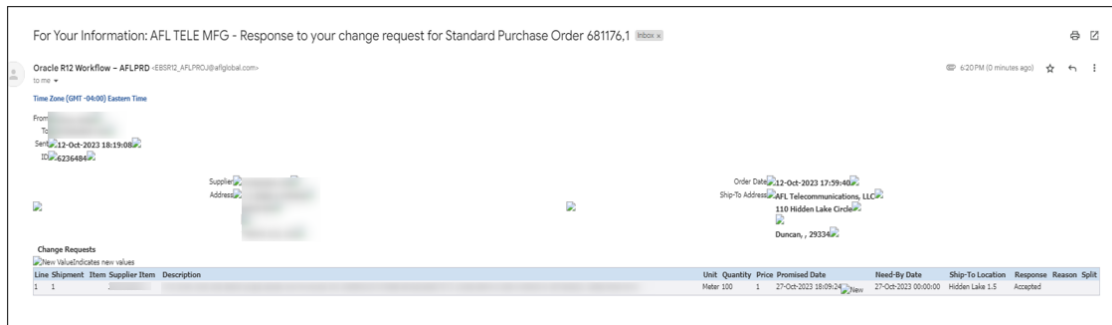 For Your Information: AFL TELE MFG - Response to your change request for Standard Purchase Order 681176,1 Inbox x
Oracle R12 Workflow – AFLPRD <EBSR12_AFLPROJ@aflglobal.com> 6:20 PM (0 minutes ago)
to me
Time Zone (GMT -04:00) Eastern Time
From
To
Sent 12-Oct-2023 18:19:08
ID 6236484
Supplier Order Date 12-Oct-2023 17:59:40
Address Ship-To Address AFL Telecommunications, LLC
110 Hidden Lake Circle
Duncan, , 29334
Change Requests
New ValueIndicates new values
Line Shipment Item Supplier Item Description Unit Quantity Price Promised Date Need-By Date Ship-To Location Response Reason Split
1 1 Meter 100 1 27-Oct-2023 18:09:24 New 27-Oct-2023 00:00:00 Hidden Lake 1.5 Accepted